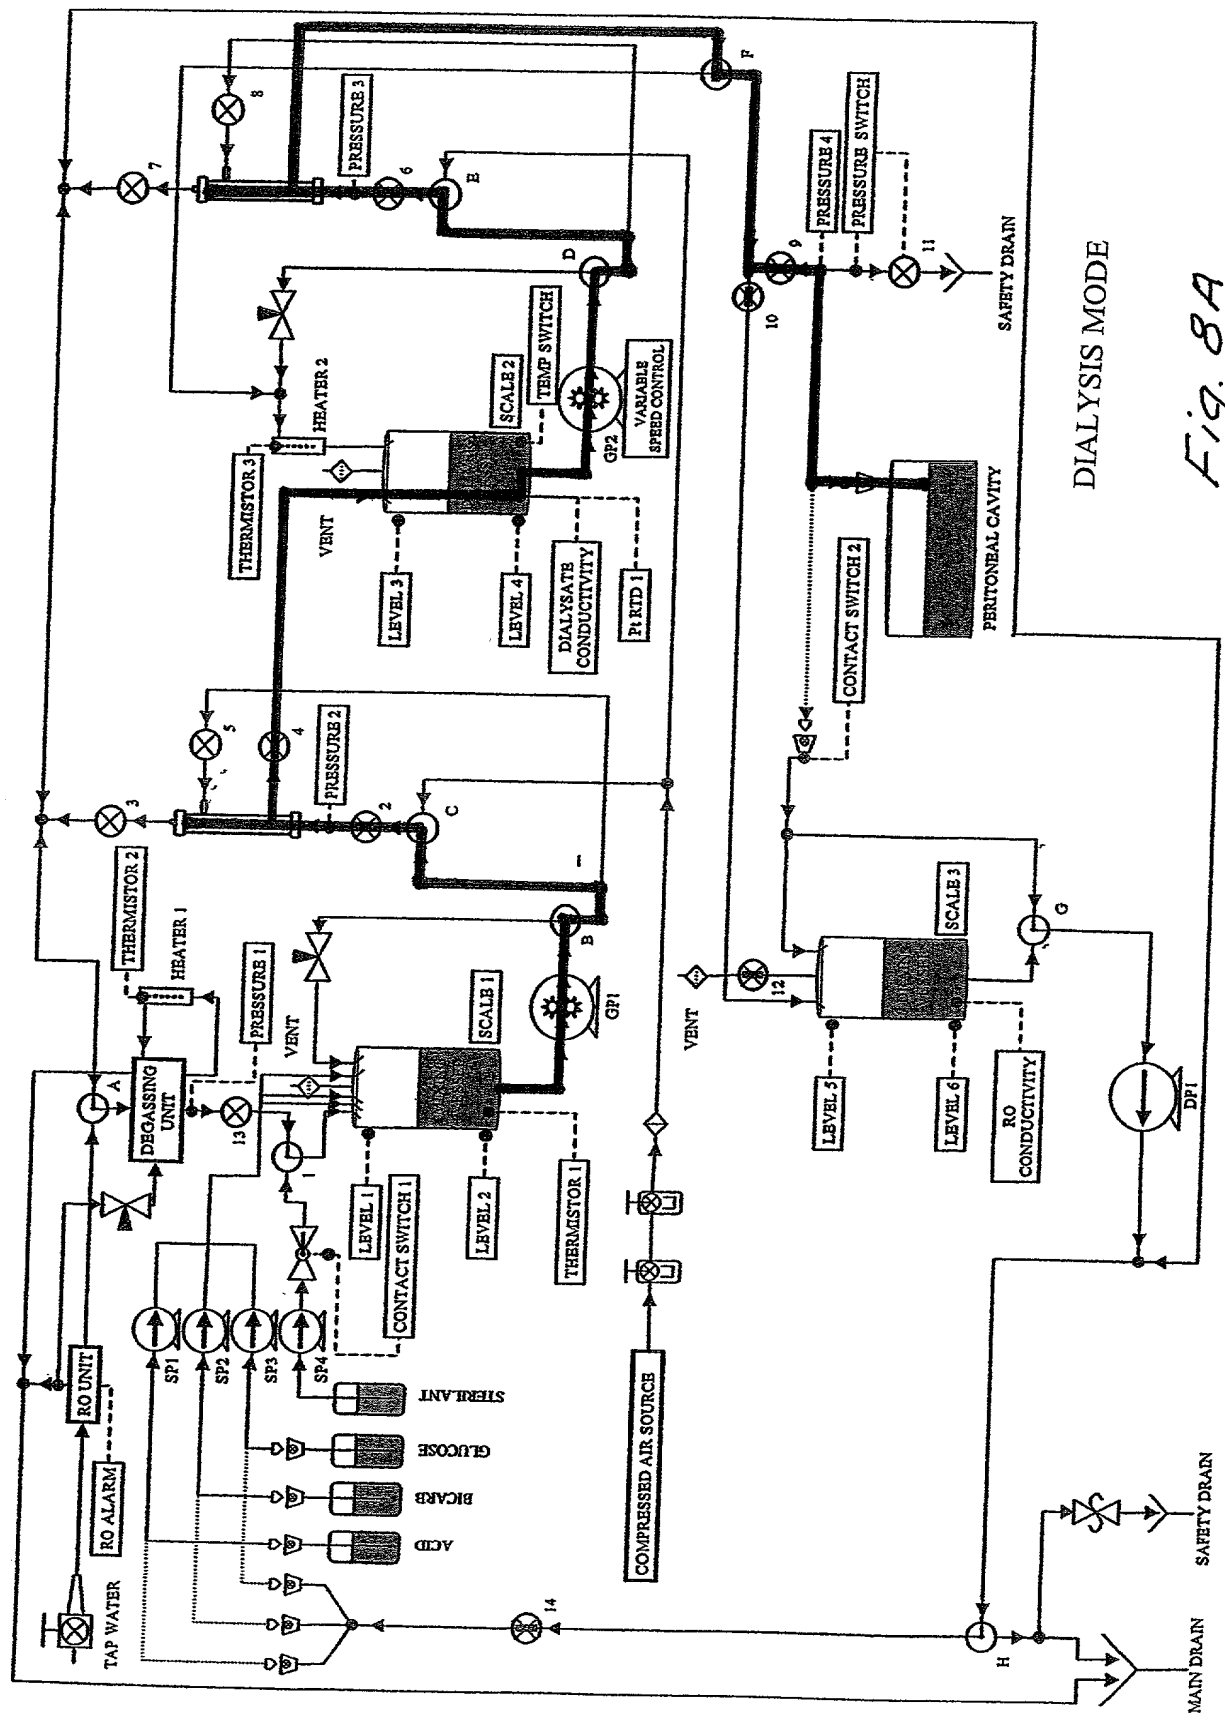 TAP WATER
RO ALARM
RO UNIT
A
THERMISTOR 2
HEATER 1
DEGASSING
UNIT
13
PRESSURE 1
VENT
SP1
SP2
SP3
SP4
I
LEVEL 1
LEVEL 2
CONTACT SWITCH 1
THERMISTOR 1
SCALE 1
GP1
B
ACID
BICARB
GLUCOSE
STERILANT
3
5
4
PRESSURE 2
2
C
THERMISTOR 3
HEATER 2
VENT
LEVEL 3
LEVEL 4
SCALE 2
TEMP SWITCH
DIALYSATE
CONDUCTIVITY
Pt RTD 1
GP2
VARIABLE
SPEED CONTROL
D
7
8
PRESSURE 3
6
E
F
COMPRESSED AIR SOURCE
VENT
12
LEVEL 5
LEVEL 6
SCALE 3
RO
CONDUCTIVITY
G
DP1
CONTACT SWITCH 2
10
9
PRESSURE 4
PRESSURE SWITCH
11
SAFETY DRAIN
PERITONEAL CAVITY
14
H
MAIN DRAIN
SAFETY DRAIN
DIALYSIS MODE
Fig. 8A